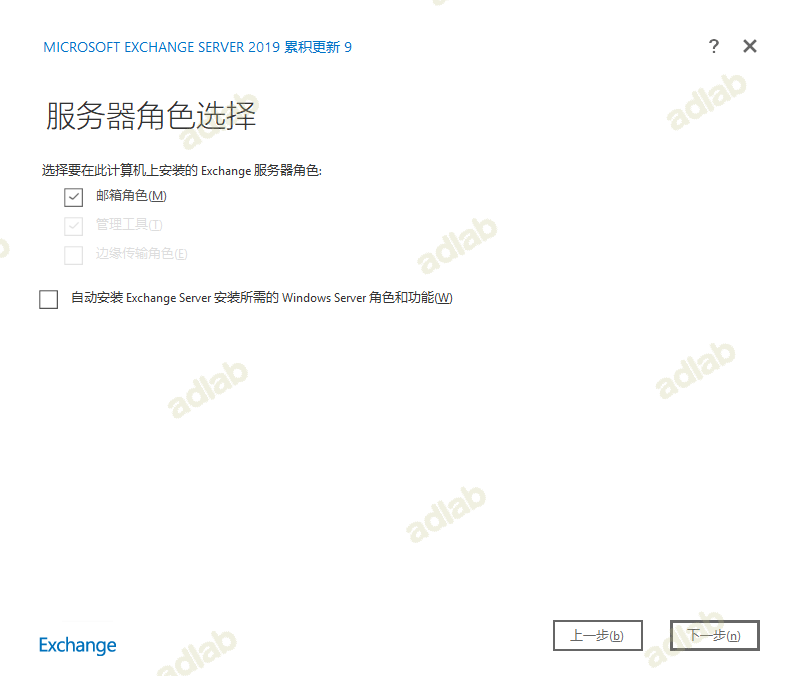 MICROSOFT EXCHANGE SERVER 2019 累积更新 9
?
服务器角色选择
选择要在此计算机上安装的 Exchange 服务器角色:
邮箱角色(M)
管理工具(T)
边缘传输角色(E)
自动安装 Exchange Server 安装所需的 Windows Server 角色和功能(W)
Exchange
上一步(b)
下一步(n)
adlab
adlab
adlab
adlab
adlab
adlab
adlab
adlab